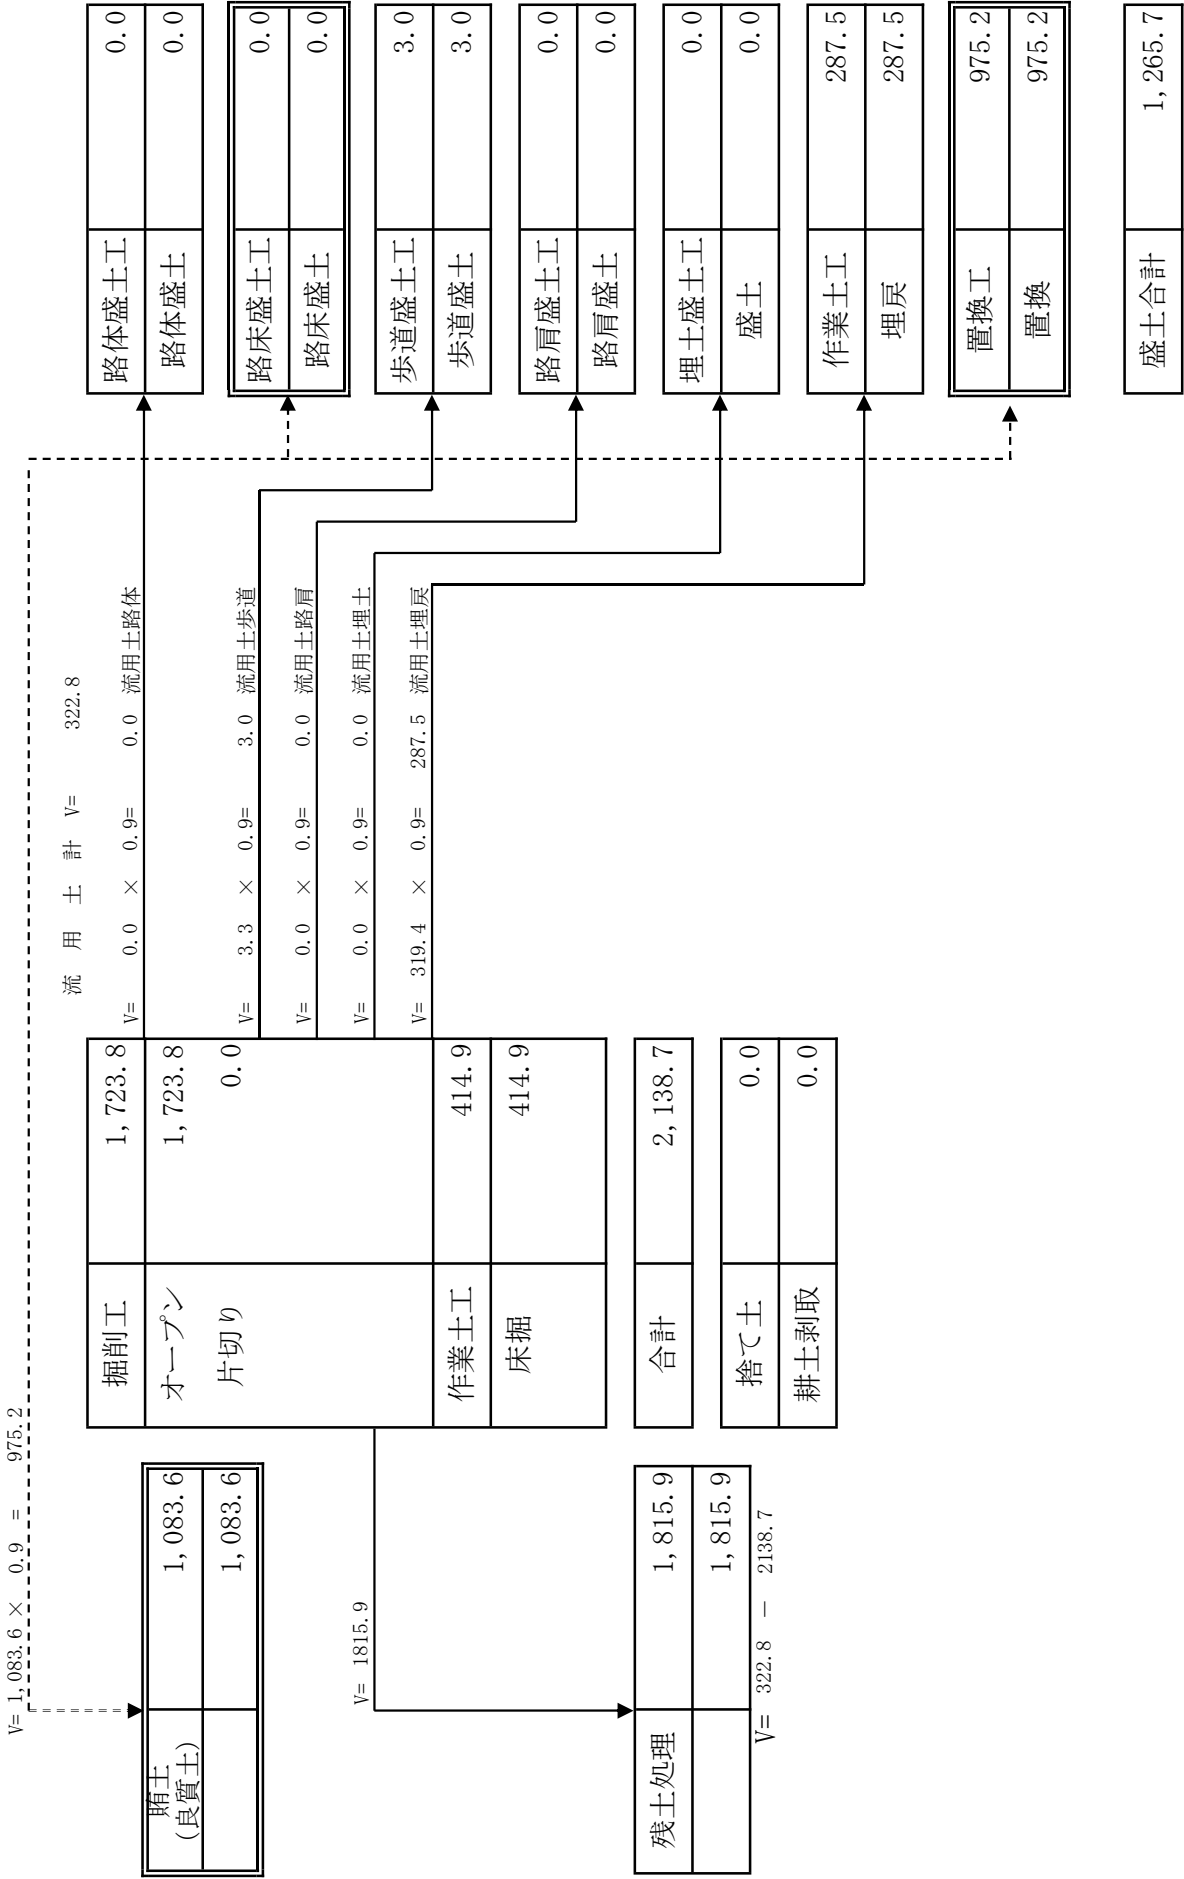 V= 1,083.6 × 0.9 = 975.2
賄土
(良質土)
1,083.6
1,083.6
V= 1815.9
残土処理 1,815.9
1,815.9
V= 322.8 － 2138.7
掘削工 1,723.8
オープン 1,723.8
片切り 0.0
作業土工 414.9
床掘 414.9
合計 2,138.7
捨て土 0.0
耕土剥取 0.0
流 用 土 計 V= 322.8
V= 0.0 × 0.9= 0.0 流用土路体
V= 3.3 × 0.9= 3.0 流用土歩道
V= 0.0 × 0.9= 0.0 流用土路肩
V= 0.0 × 0.9= 0.0 流用土埋土
V= 319.4 × 0.9= 287.5 流用土埋戻
路体盛土工 0.0
路体盛土 0.0
路床盛土工 0.0
路床盛土 0.0
歩道盛土工 3.0
歩道盛土 3.0
路肩盛土工 0.0
路肩盛土 0.0
埋土盛土工 0.0
盛土 0.0
作業土工 287.5
埋戻 287.5
置換工 975.2
置換 975.2
盛土合計 1,265.7